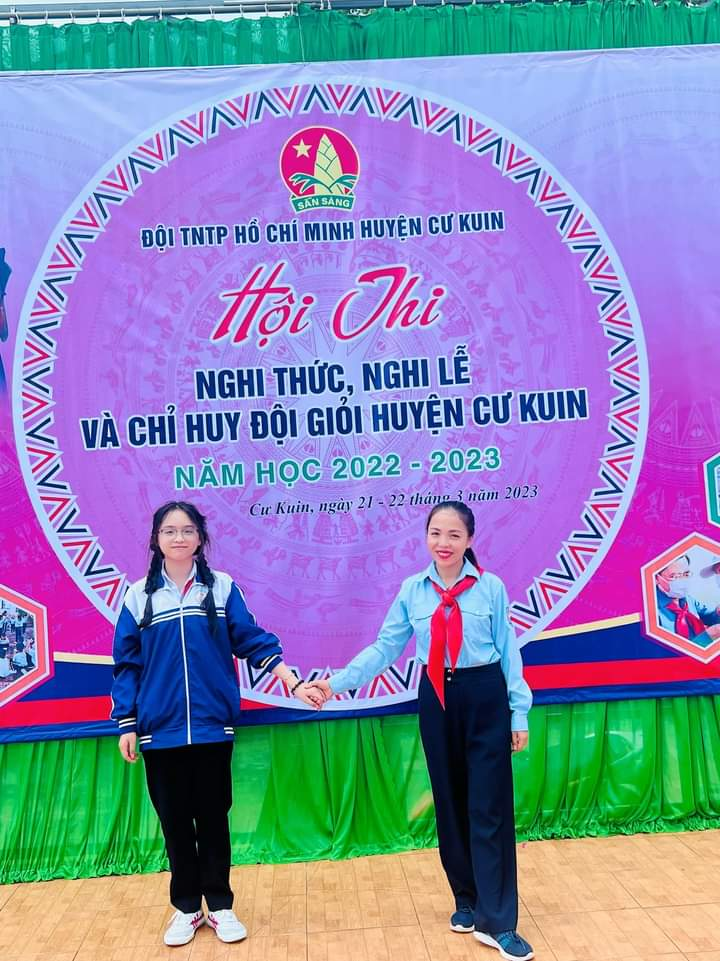 SẴN SÀNG
ĐỘI TNTP HỒ CHÍ MINH HUYỆN CƯ KUIN
Hội Thi
NGHI THỨC, NGHI LỄ
VÀ CHỈ HUY ĐỘI GIỎI HUYỆN CƯ KUIN
NĂM HỌC 2022 - 2023
Cư Kuin, ngày 21 - 22 tháng 3 năm 2023